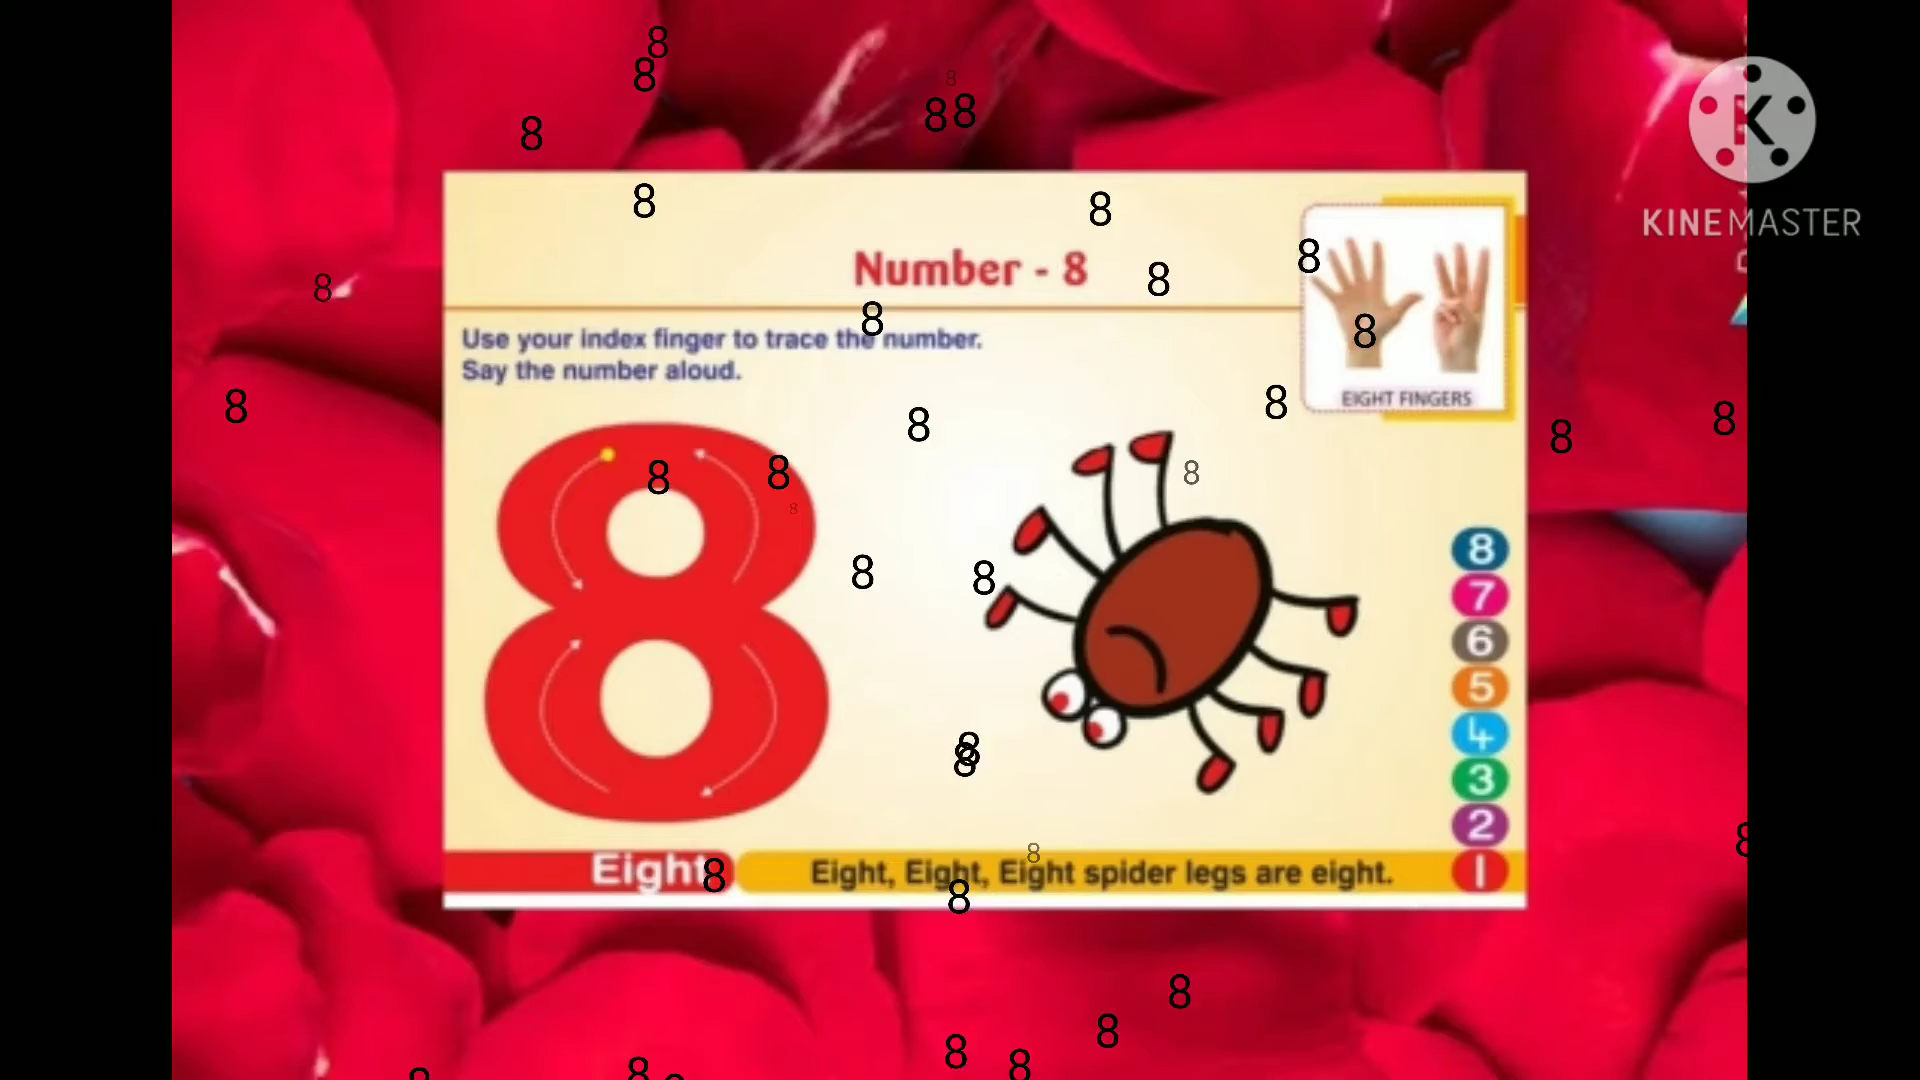 KINEMASTER
Number - 8
Use your index finger to trace the number.
Say the number aloud.
EIGHT FINGERS
8
8
7
6
5
4
3
2
1
Eight
Eight, Eight, Eight spider legs are eight.